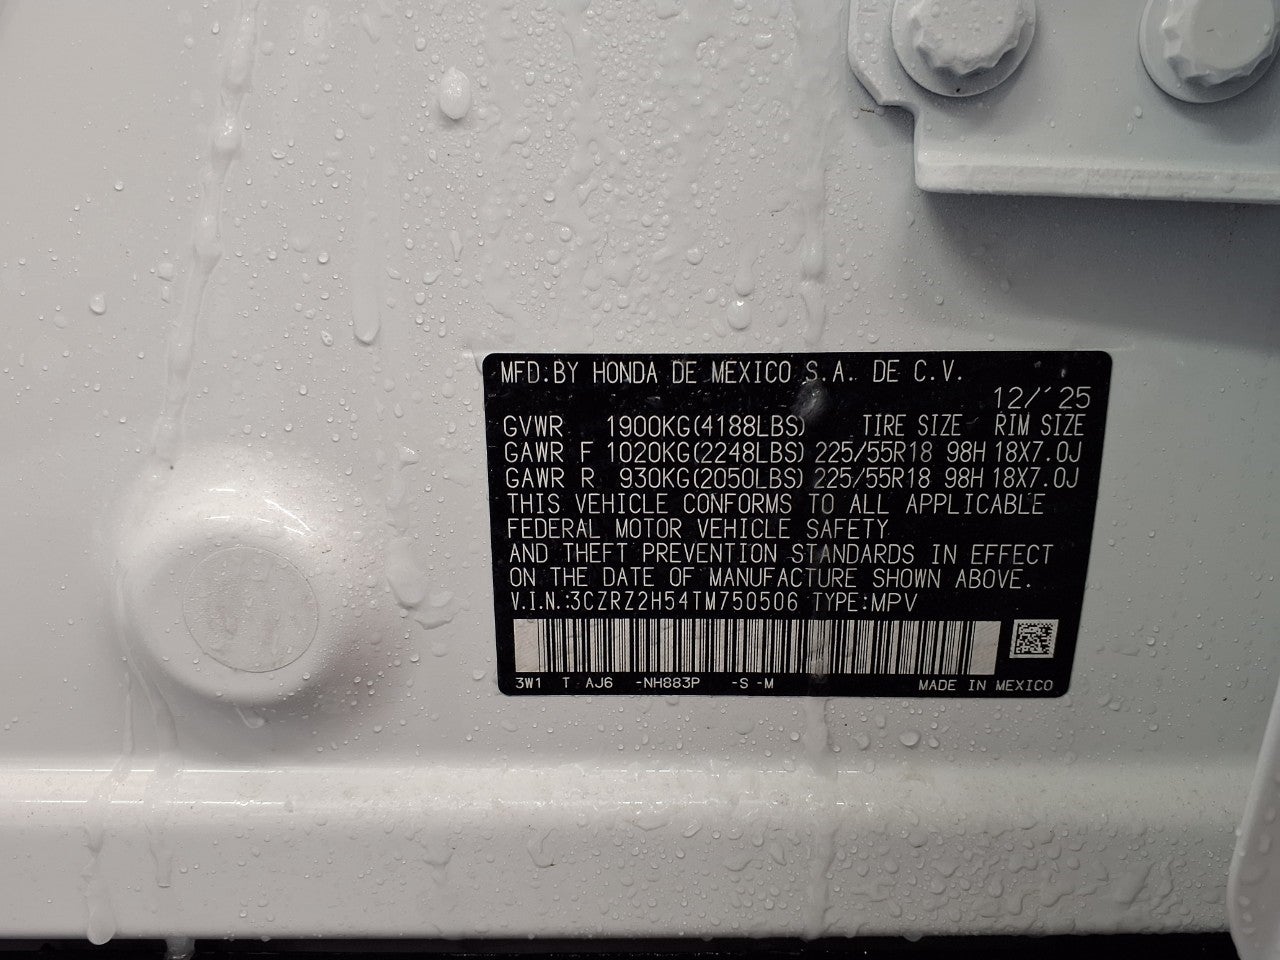 MFD. BY HONDA DE MEXICO S.A. DE C.V.
12/'25
GVWR 1900KG(4188LBS) TIRE SIZE RIM SIZE
GAWR F 1020KG(2248LBS) 225/55R18 98H 18X7.0J
GAWR R 930KG(2050LBS) 225/55R18 98H 18X7.0J
THIS VEHICLE CONFORMS TO ALL APPLICABLE
FEDERAL MOTOR VEHICLE SAFETY
AND THEFT PREVENTION STANDARDS IN EFFECT
ON THE DATE OF MANUFACTURE SHOWN ABOVE.
V.I.N.:3CZRZ2H54TM750506 TYPE:MPV
3W1 T AJ6 -NH883P -S -M MADE IN MEXICO